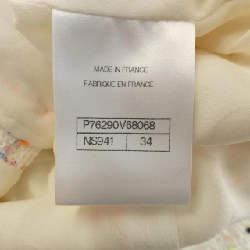 MADE IN FRANCE
FABRIQUE EN FRANCE
P76290V68068
NS941 34